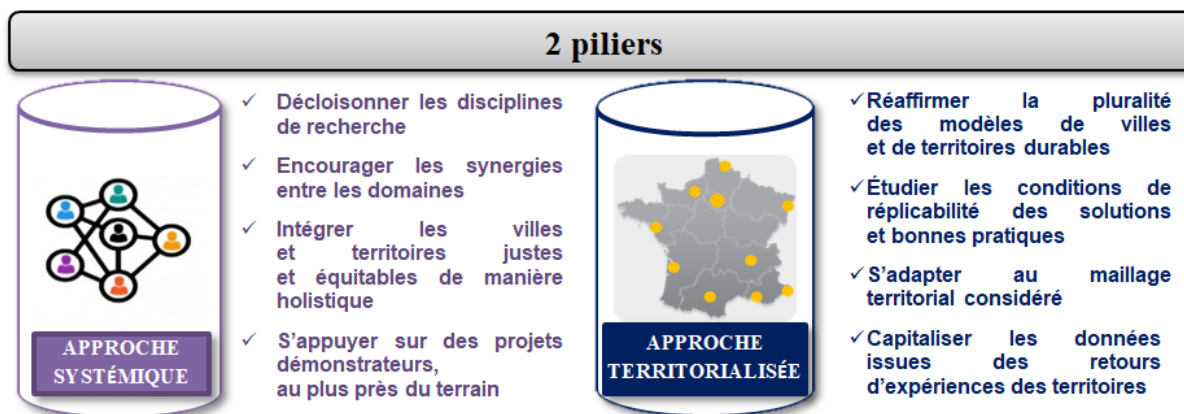 2 piliers
APPROCHE
SYSTÉMIQUE
✓ Décloisonner les disciplines
de recherche
✓ Encourager les synergies
entre les domaines
✓ Intégrer les villes
et territoires justes
et équitables de manière
holistique
✓ S'appuyer sur des projets
démonstrateurs,
au plus près du terrain
APPROCHE
TERRITORIALISÉE
✓Réaffirmer la pluralité
des modèles de villes
et de territoires durables
✓Étudier les conditions de
réplicabilité des solutions
et bonnes pratiques
✓S'adapter au maillage
territorial considéré
✓Capitaliser les données
issues des retours
d'expériences des territoires